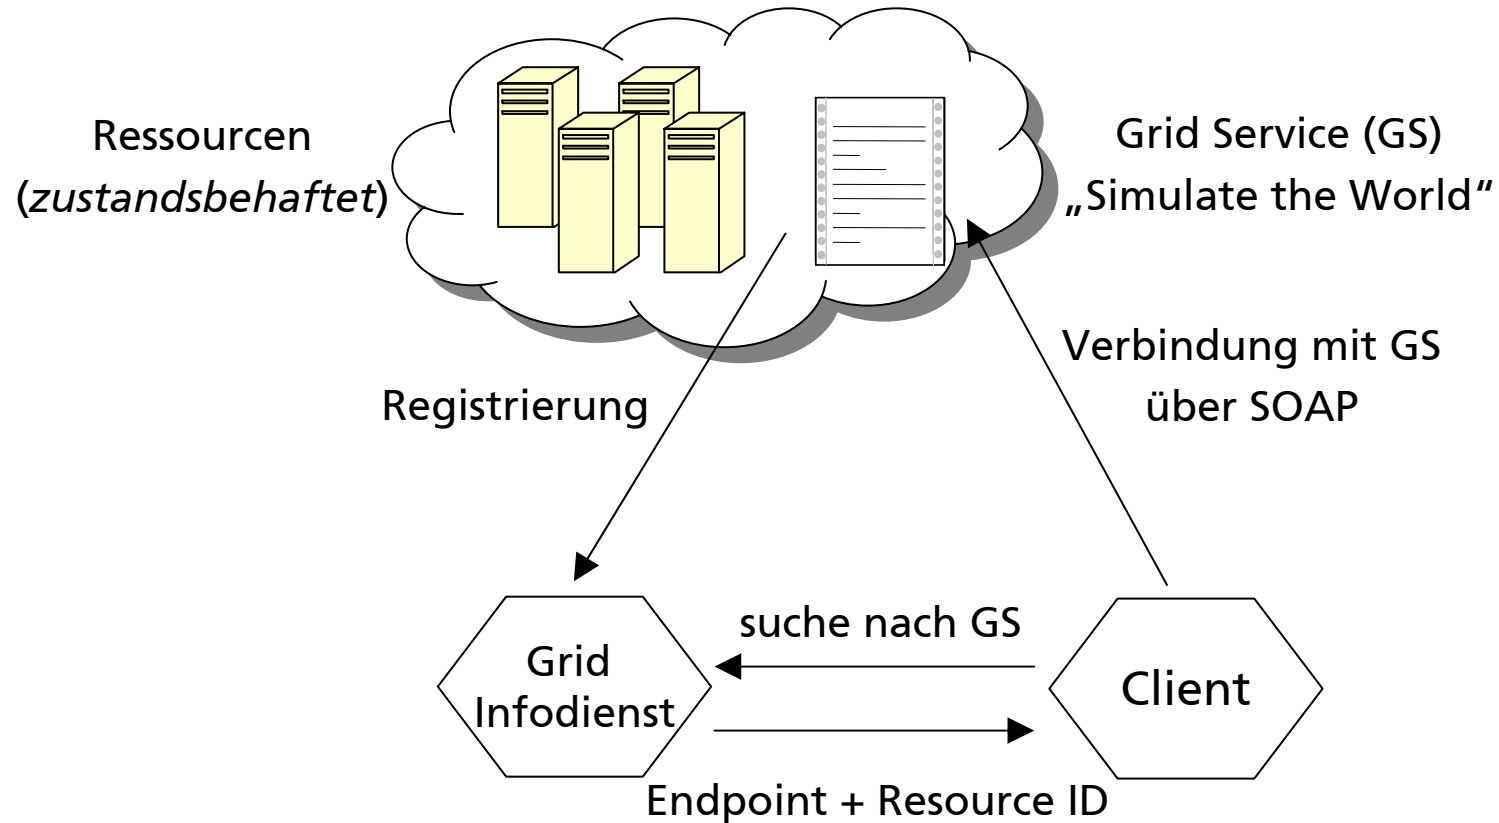 Ressourcen
(zustandsbehaftet)
Grid Service (GS)
„Simulate the World“
Verbindung mit GS
über SOAP
Registrierung
suche nach GS
Grid
Infodienst
Client
Endpoint + Resource ID